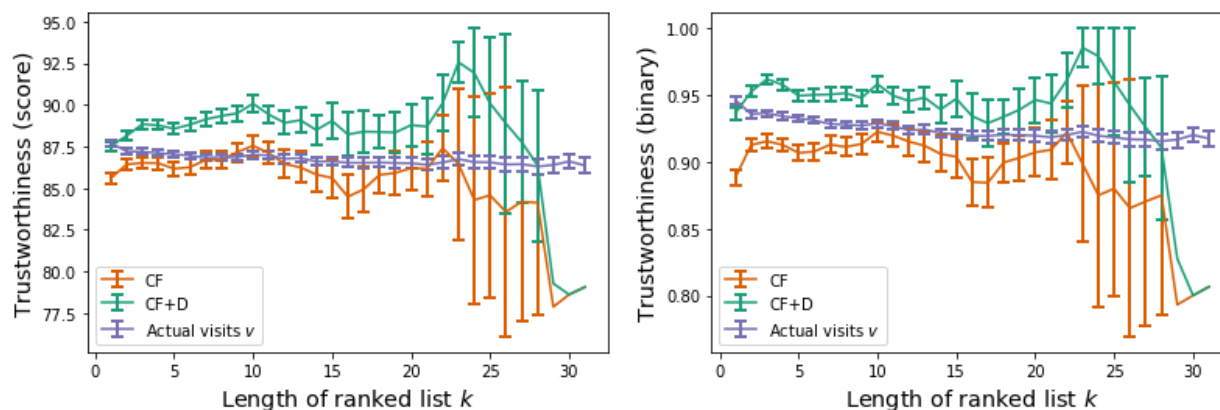 95.0
92.5
90.0
87.5
85.0
82.5
80.0
77.5
Trustworthiness (score)
CF
CF+D
Actual visits v
0 5 10 15 20 25 30
Length of ranked list k
1.00
0.95
0.90
0.85
0.80
Trustworthiness (binary)
CF
CF+D
Actual visits v
0 5 10 15 20 25 30
Length of ranked list k